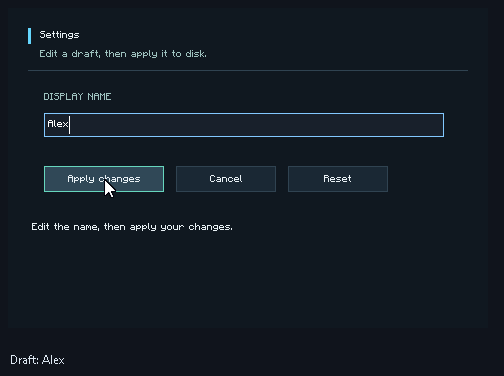 Settings
Edit a draft, then apply it to disk.
DISPLAY NAME
Alex
Apply changes
Cancel
Reset
Edit the name, then apply your changes.
Draft: Alex